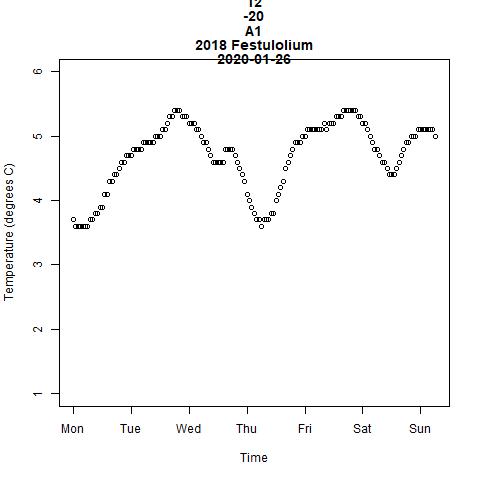 T2
-20
A1
2018 Festulolium
2020-01-26
6
5
4
3
2
1
Temperature (degrees C)
Mon Tue Wed Thu Fri Sat Sun
Time